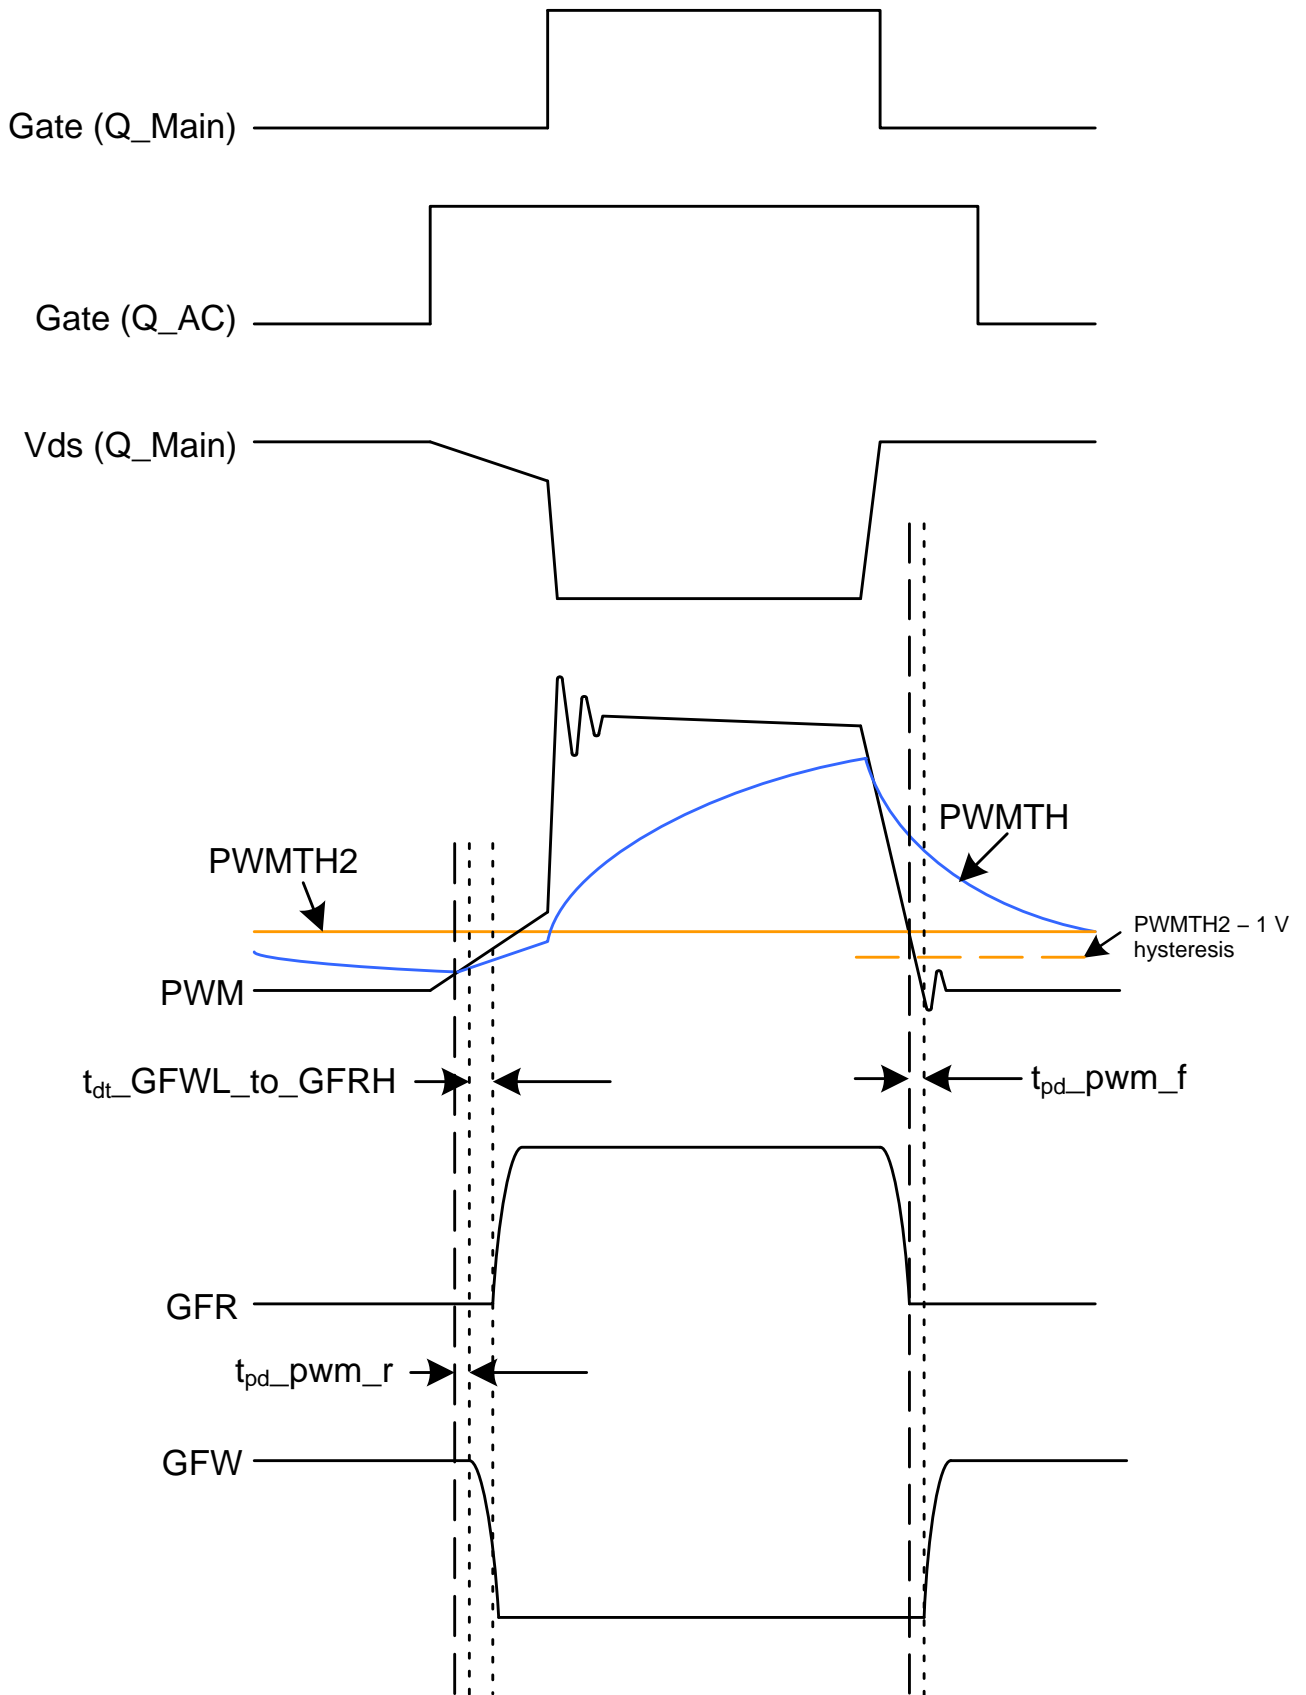 Gate (Q_Main)
Gate (Q_AC)
Vds (Q_Main)
PWMTH
PWMTH2
PWMTH2 – 1 V
hysteresis
PWM
tdt_GFWL_to_GFRH
tpd_pwm_f
GFR
tpd_pwm_r
GFW